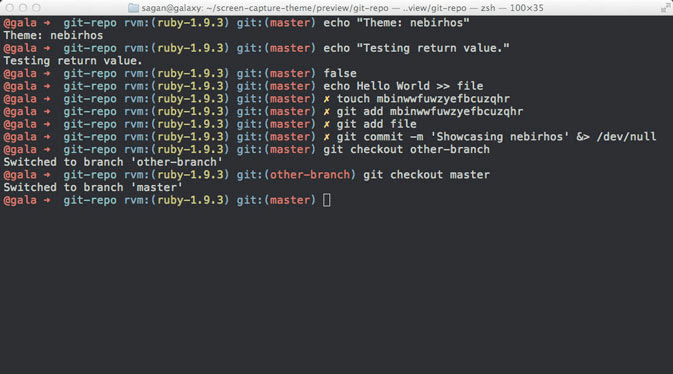 sagan@galaxy: ~/screen-capture-theme/preview/git-repo — ..view/git-repo — zsh — 100×35
@gala ➜  git-repo rvm:(ruby-1.9.3) git:(master) echo "Theme: nebirhos"
Theme: nebirhos
@gala ➜  git-repo rvm:(ruby-1.9.3) git:(master) echo "Testing return value."
Testing return value.
@gala ➜  git-repo rvm:(ruby-1.9.3) git:(master) false
@gala ➜  git-repo rvm:(ruby-1.9.3) git:(master) echo Hello World >> file
@gala ➜  git-repo rvm:(ruby-1.9.3) git:(master) ✗ touch mbinwwfuwzyefbcuzqhr
@gala ➜  git-repo rvm:(ruby-1.9.3) git:(master) ✗ git add mbinwwfuwzyefbcuzqhr
@gala ➜  git-repo rvm:(ruby-1.9.3) git:(master) ✗ git add file
@gala ➜  git-repo rvm:(ruby-1.9.3) git:(master) ✗ git commit -m 'Showcasing nebirhos' &> /dev/null
@gala ➜  git-repo rvm:(ruby-1.9.3) git:(master) git checkout other-branch
Switched to branch 'other-branch'
@gala ➜  git-repo rvm:(ruby-1.9.3) git:(other-branch) git checkout master
Switched to branch 'master'
@gala ➜  git-repo rvm:(ruby-1.9.3) git:(master)